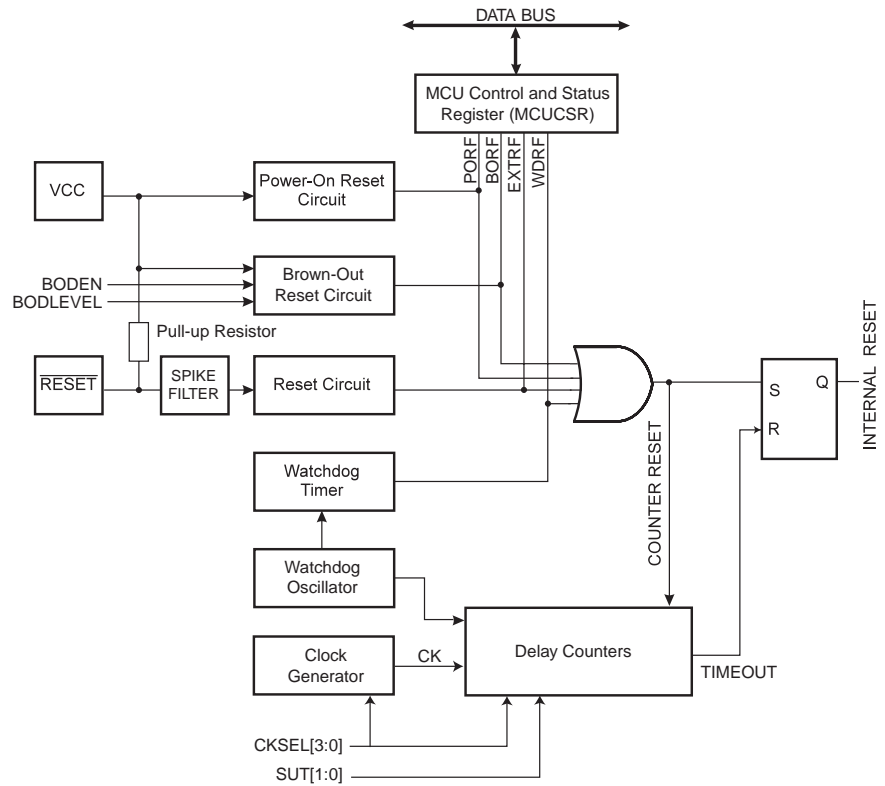 DATA BUS
MCU Control and Status
Register (MCUCSR)
PORF
BORF
EXTRF
WDRF
VCC
Power-On Reset
Circuit
BODEN
BODLEVEL
Brown-Out
Reset Circuit
Pull-up Resistor
RESET
SPIKE
FILTER
Reset Circuit
S
Q
R
INTERNAL RESET
Watchdog
Timer
COUNTER RESET
Watchdog
Oscillator
Clock
Generator
CK
Delay Counters
TIMEOUT
CKSEL[3:0]
SUT[1:0]